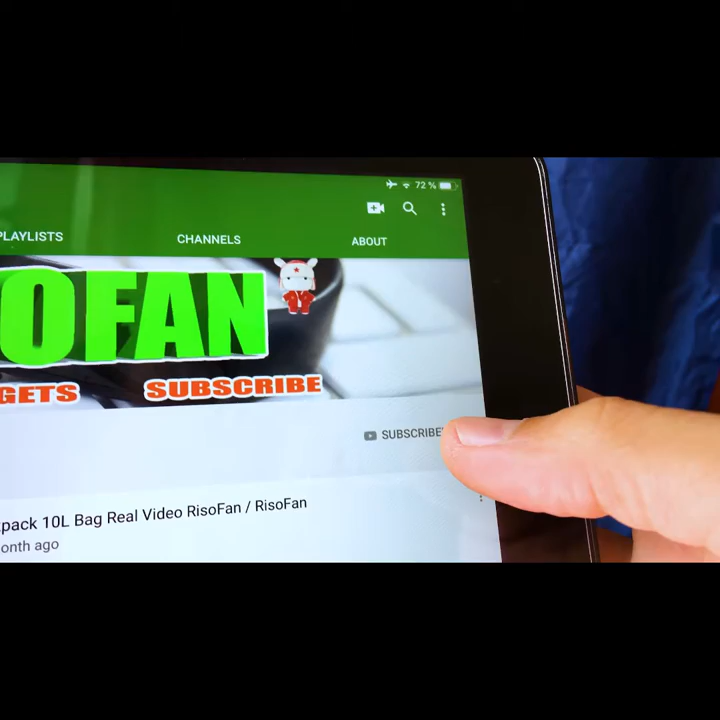 72 %
PLAYLISTS CHANNELS ABOUT
OFAN
GETS SUBSCRIBE
SUBSCRIBE
pack 10L Bag Real Video RisoFan / RisoFan
onth ago